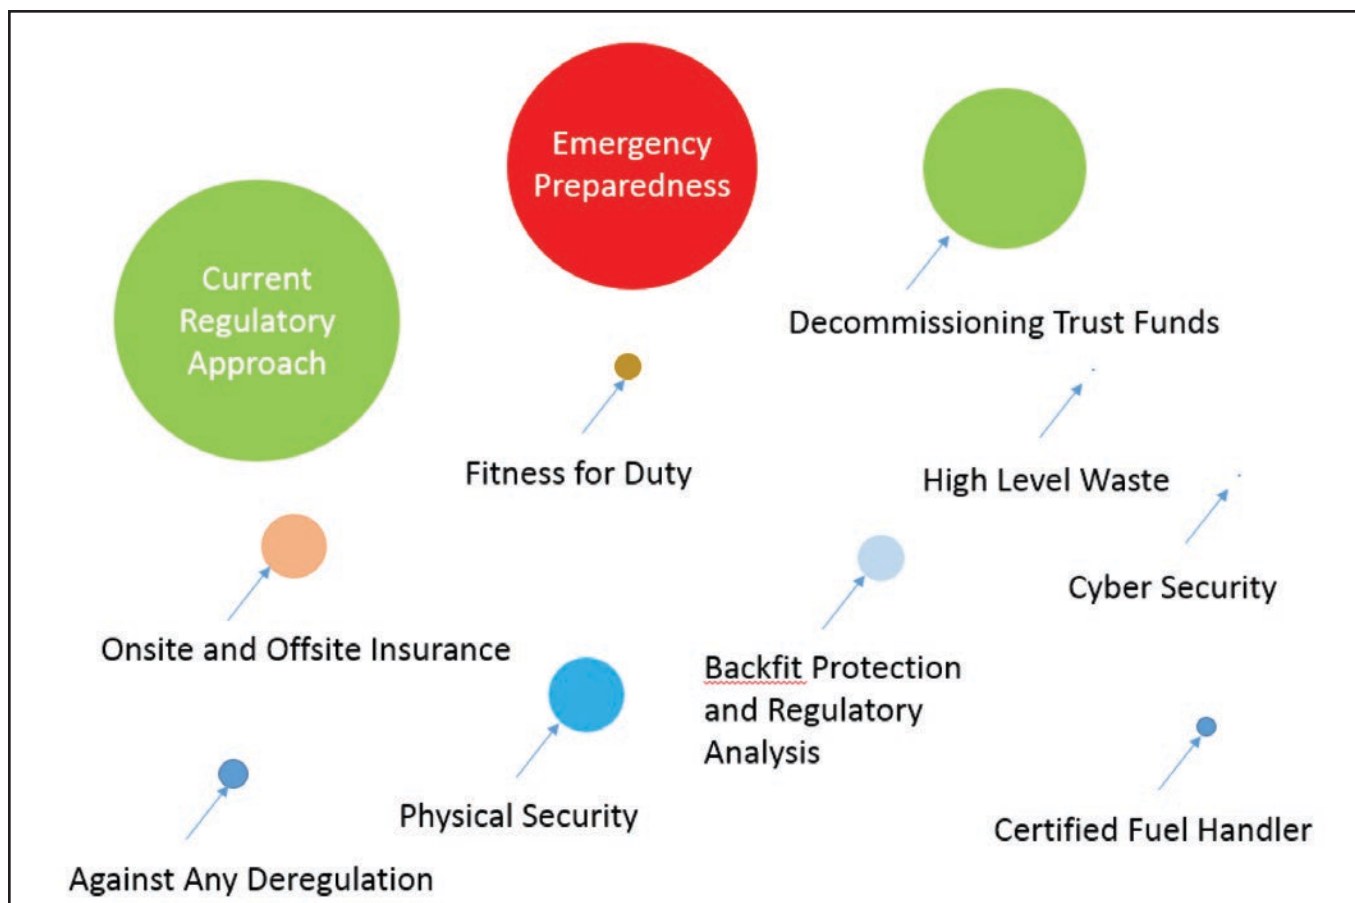 Emergency
Preparedness
Current
Regulatory
Approach
Decommissioning Trust Funds
Fitness for Duty
High Level Waste
Cyber Security
Onsite and Offsite Insurance
Backfit Protection
and Regulatory
Analysis
Physical Security
Certified Fuel Handler
Against Any Deregulation